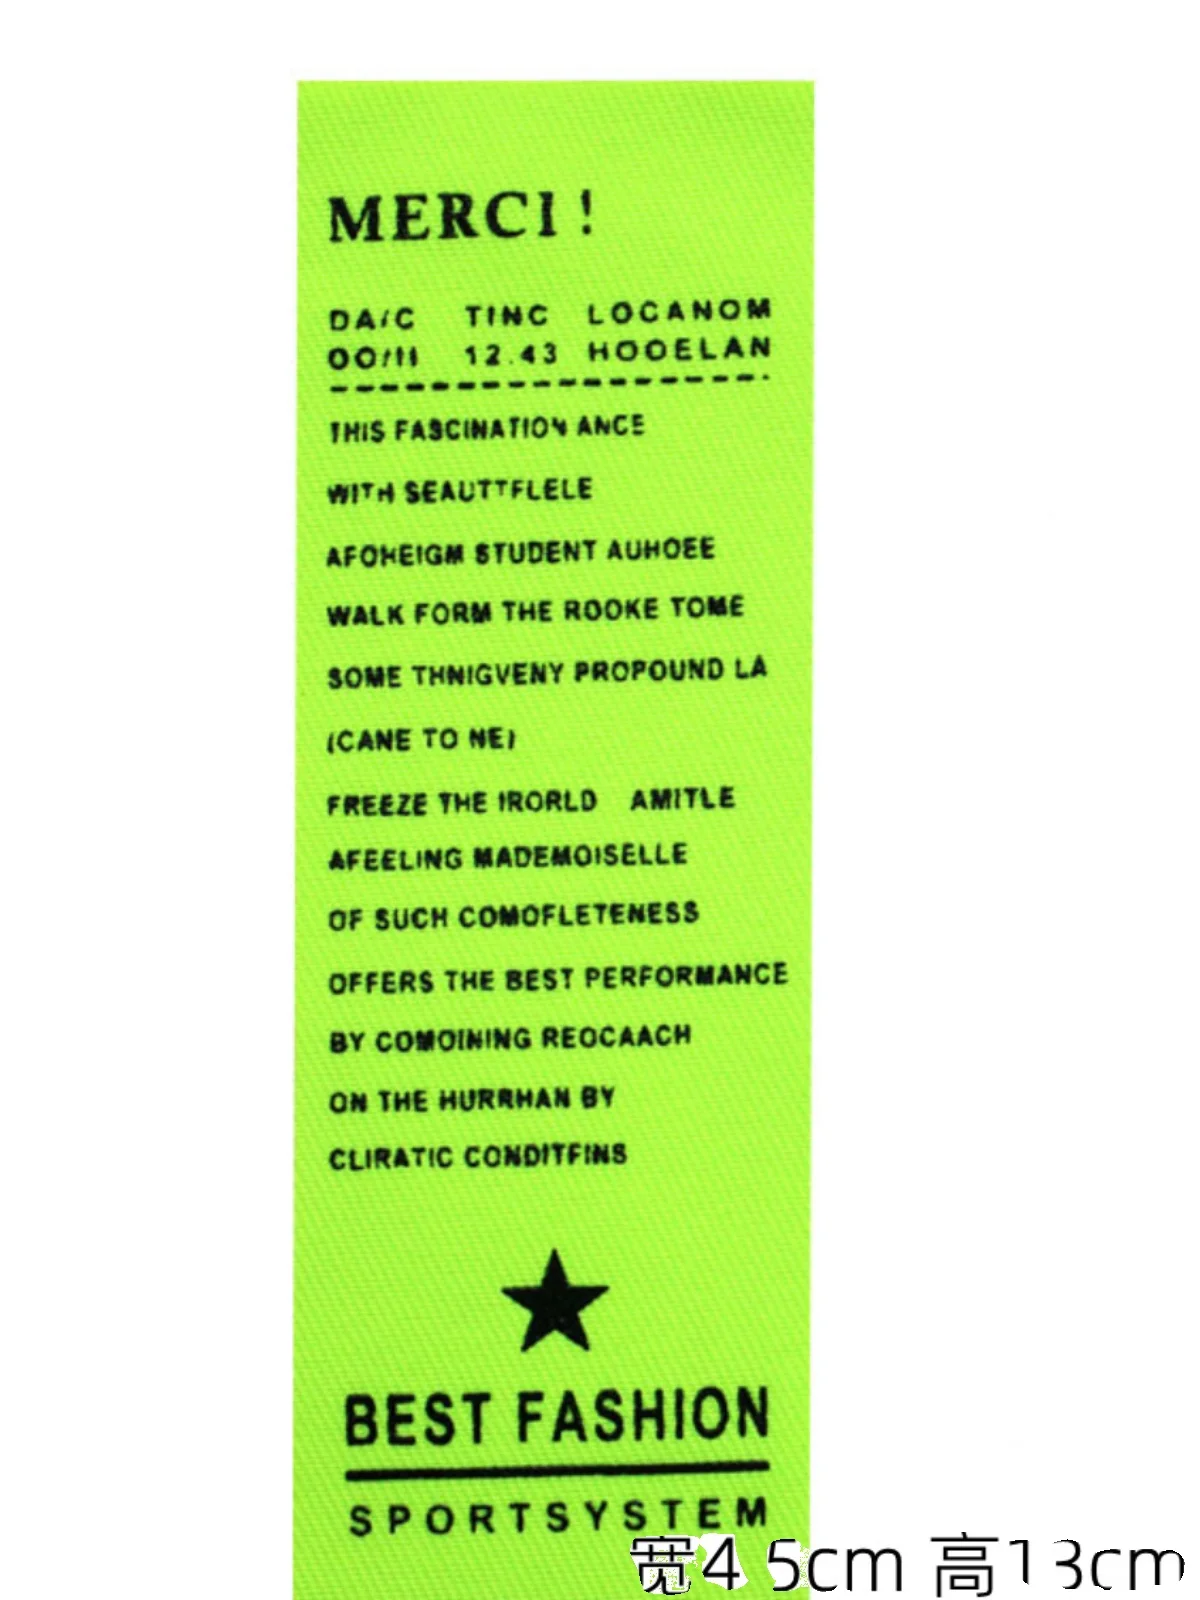 MERCI !
DA/C TINC LOCANOM
OO/II 12.43 HOOELAN
THIS FASCINATION ANCE
WITH SEAUTTFLELE
AFOHEIGM STUDENT AUHOEE
WALK FORM THE ROOKE TOME
SOME THNIGVENY PROPOUND LA
(CANE TO NE)
FREEZE THE IRORLD AMITLE
AFEELING MADEMOISELLE
OF SUCH COMOFLETENESS
OFFERS THE BEST PERFORMANCE
BY COMOINING REOCAACH
ON THE HURRHAN BY
CLIRATIC CONDITFINS
BEST FASHION
SPORTSYSTEM
宽4.5cm 高13cm